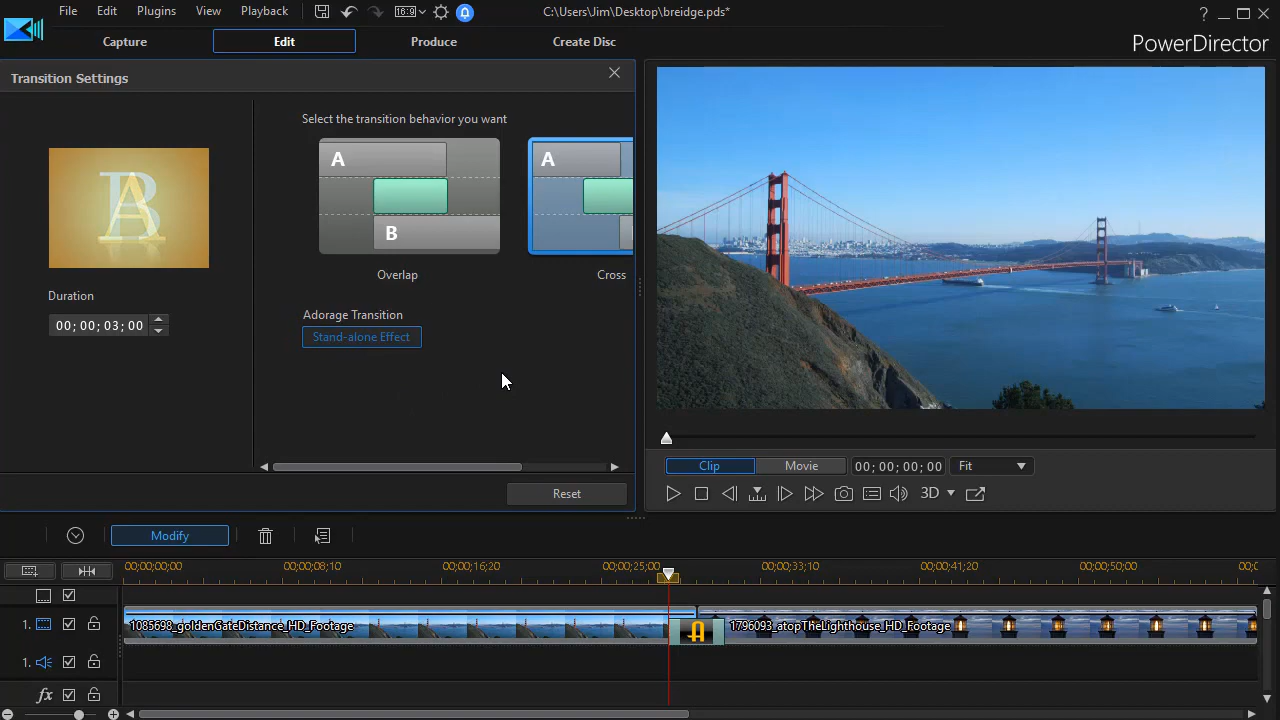 File Edit Plugins View Playback 16:9 C:\Users\Jim\Desktop\breidge.pds* ?
Capture Edit Produce Create Disc PowerDirector
Transition Settings
Select the transition behavior you want
A A
B A
B
Overlap Cross
Duration
00; 00; 03; 00
Adorage Transition
Stand-alone Effect
Reset
Clip Movie 00; 00; 00; 00 Fit
3D
Modify
00;00;00;00 00;00;08;10 00;00;16;20 00;00;25;00 00;00;33;10 00;00;41;20 00;00;50;00
1. 1085698_goldenGateDistance_HD_Footage A 1796093_atopTheLighthouse_HD_Footage
1.
fx